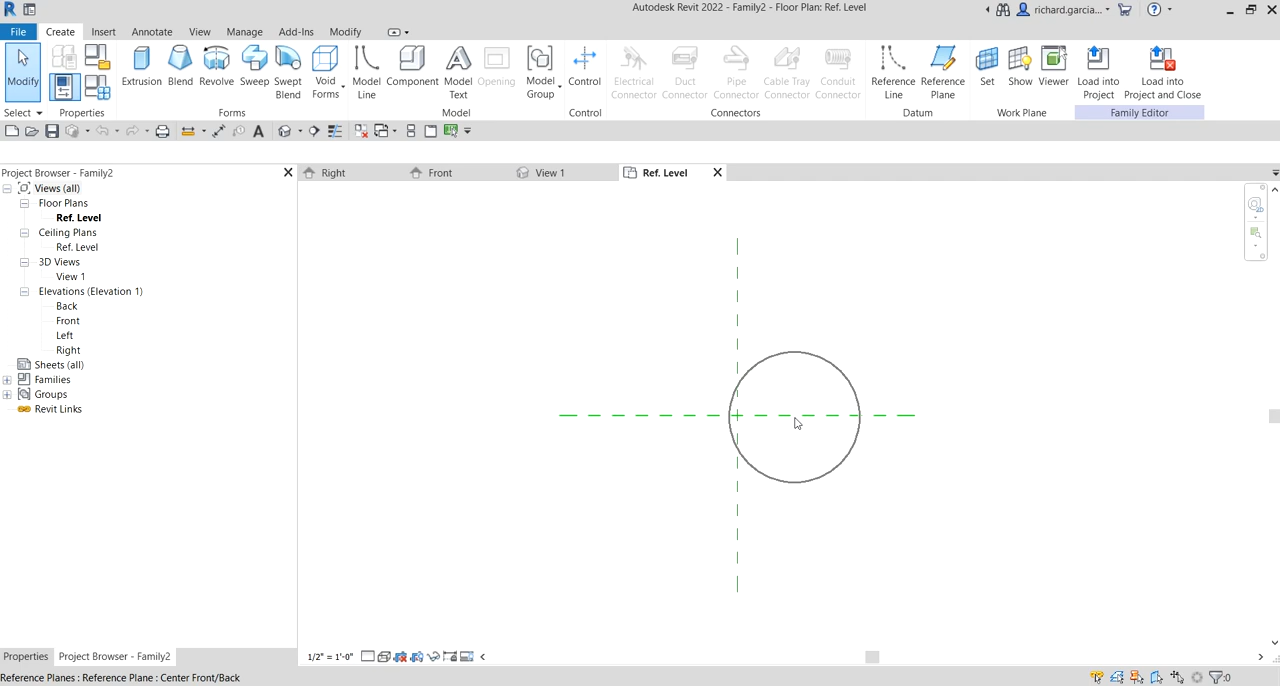 Autodesk Revit 2022 - Family2 - Floor Plan: Ref. Level
richard.garcia...
File Create Insert Annotate View Manage Add-Ins Modify
Modify
Extrusion Blend Revolve Sweep Swept Blend Void Forms
Model Line Component Model Text Opening Model Group
Control
Electrical Connector Duct Connector Pipe Connector Cable Tray Connector Conduit Connector
Reference Line Reference Plane
Set Show Viewer
Load into Project Load into Project and Close
Select Properties Forms Model Control Connectors Datum Work Plane Family Editor
Project Browser - Family2
Right Front View 1 Ref. Level
Views (all)
Floor Plans
Ref. Level
Ceiling Plans
Ref. Level
3D Views
View 1
Elevations (Elevation 1)
Back
Front
Left
Right
Sheets (all)
Families
Groups
Revit Links
2D
Properties Project Browser - Family2
1/2" = 1'-0"
Reference Planes : Reference Plane : Center Front/Back
:0